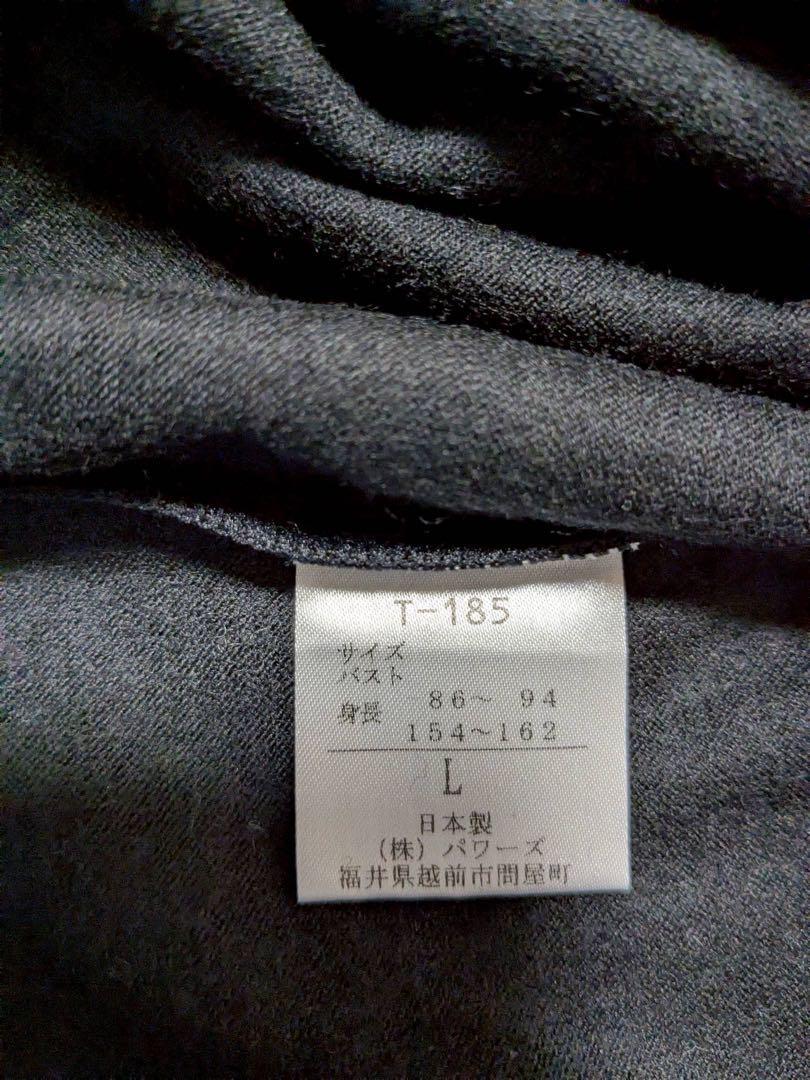 T-185
サイズ
バスト
86～ 94
身長
154～162
L
日本製
(株) パワーズ
福井県越前市問屋町